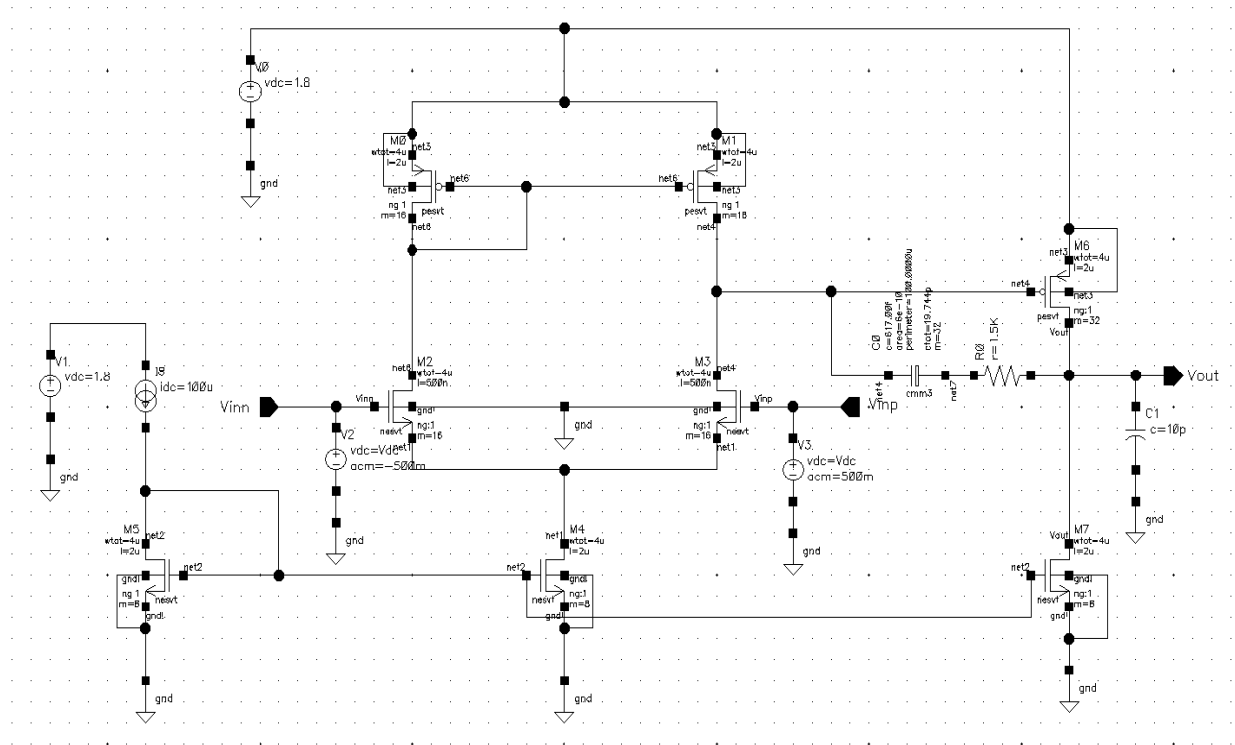 V0
vdc=1.8
gnd
M0
wtot=4u
l=2u
net3
net3
net6
ng:1
m=16
pesvt
net6
M1
wtot=4u
l=2u
net3
net6
net3
ng:1
m=16
pesvt
net4
M6
wtot=4u
l=2u
net3
net4
net3
ng:1
m=32
pesvt
Vout
C0
c=617.00f
area=6e-10
perimeter=100.0000u
ctot=19.744p
m=32
net4
cmm3
net7
R0
r=1.5K
Vout
C1
c=10p
gnd
V1
vdc=1.8
gnd
idc=100u
Vinn
V2
vdc=Vdc
acm=-500m
gnd
M2
wtot=4u
l=500n
net6
Vinn
gnd!
ng:1
m=16
nesvt
net1
gnd
M3
wtot=4u
l=500n
net4
Vinp
gnd!
ng:1
m=16
nesvt
net1
Vinp
V3
vdc=Vdc
acm=500m
gnd
M5
wtot=4u
l=2u
net2
net2
gnd!
ng:1
m=8
nesvt
gnd!
gnd
M4
wtot=4u
l=2u
net1
net2
gnd!
ng:1
m=8
nesvt
gnd!
gnd
M7
wtot=4u
l=2u
Vout
net2
gnd!
ng:1
nesvt
gnd!
gnd